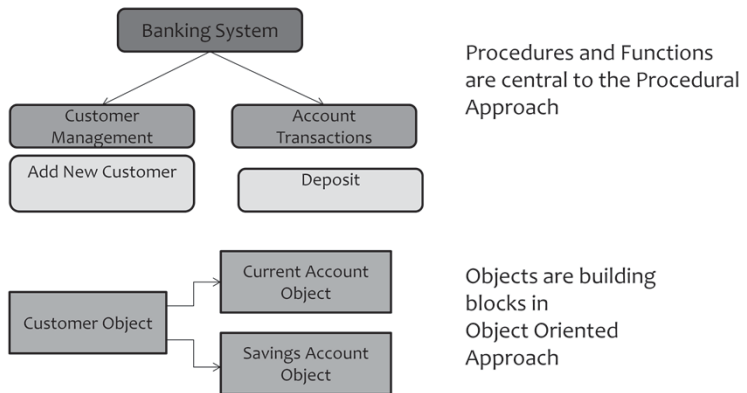 Banking System
Procedures and Functions
are central to the Procedural
Approach
Customer
Management
Account
Transactions
Add New Customer
Deposit
Current Account
Object
Customer Object
Savings Account
Object
Objects are building
blocks in
Object Oriented
Approach